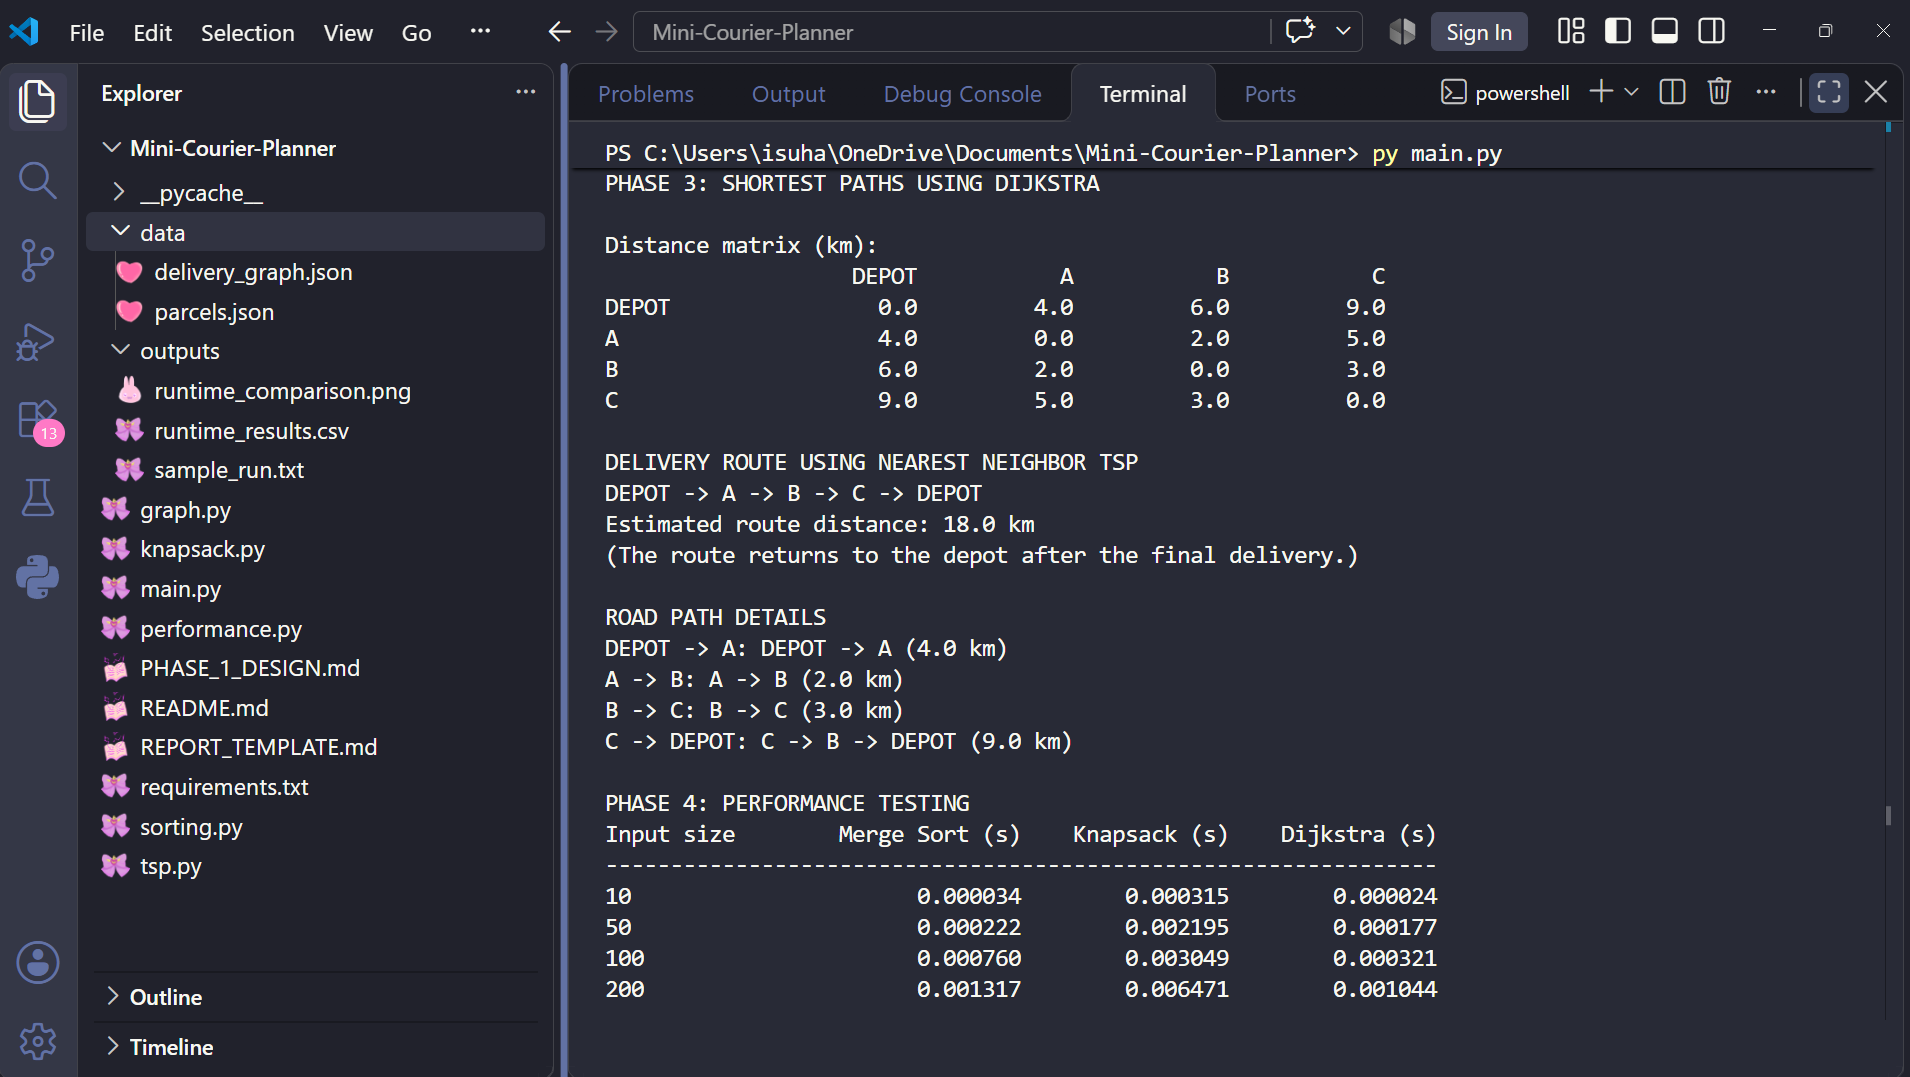 File Edit Selection View Go ···
Mini-Courier-Planner
Sign In
Explorer ···
Mini-Courier-Planner
__pycache__
data
delivery_graph.json
parcels.json
outputs
runtime_comparison.png
runtime_results.csv
sample_run.txt
graph.py
knapsack.py
main.py
performance.py
PHASE_1_DESIGN.md
README.md
REPORT_TEMPLATE.md
requirements.txt
sorting.py
tsp.py
Outline
Timeline
13
Problems Output Debug Console Terminal Ports powershell ···
PS C:\Users\isuha\OneDrive\Documents\Mini-Courier-Planner> py main.py
PHASE 3: SHORTEST PATHS USING DIJKSTRA
Distance matrix (km):
DEPOT A B C
DEPOT 0.0 4.0 6.0 9.0
A 4.0 0.0 2.0 5.0
B 6.0 2.0 0.0 3.0
C 9.0 5.0 3.0 0.0
DELIVERY ROUTE USING NEAREST NEIGHBOR TSP
DEPOT -> A -> B -> C -> DEPOT
Estimated route distance: 18.0 km
(The route returns to the depot after the final delivery.)
ROAD PATH DETAILS
DEPOT -> A: DEPOT -> A (4.0 km)
A -> B: A -> B (2.0 km)
B -> C: B -> C (3.0 km)
C -> DEPOT: C -> B -> DEPOT (9.0 km)
PHASE 4: PERFORMANCE TESTING
Input size Merge Sort (s) Knapsack (s) Dijkstra (s)
----------------------------------------------------------------
10 0.000034 0.000315 0.000024
50 0.000222 0.002195 0.000177
100 0.000760 0.003049 0.000321
200 0.001317 0.006471 0.001044